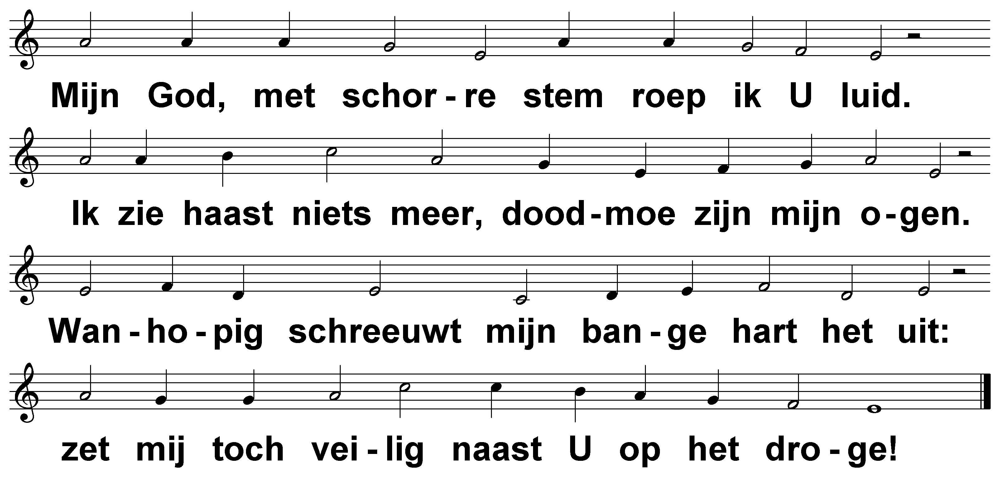 Mijn God, met schor - re stem roep ik U luid.
Ik zie haast niets meer, dood - moe zijn mijn o - gen.
Wan - ho - pig schreeuwt mijn ban - ge hart het uit:
zet mij toch vei - lig naast U op het dro - ge!